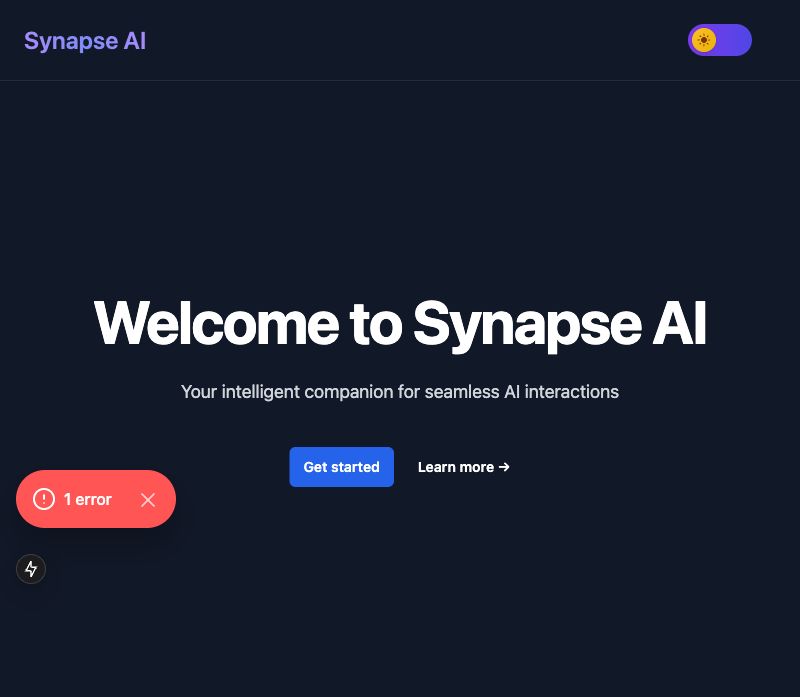 Synapse AI
Welcome to Synapse AI
Your intelligent companion for seamless AI interactions
Get started
Learn more →
1 error